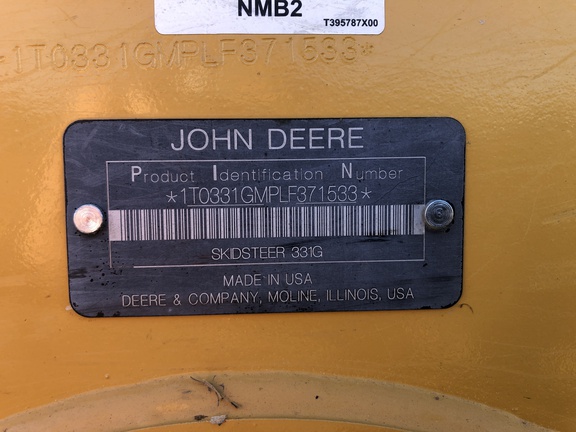 NMB2
T395787X00
*1T0331GMPLF371533*
JOHN DEERE
Product Identification Number
*1T0331GMPLF371533*
SKIDSTEER 331G
MADE IN USA
DEERE & COMPANY, MOLINE, ILLINOIS, USA